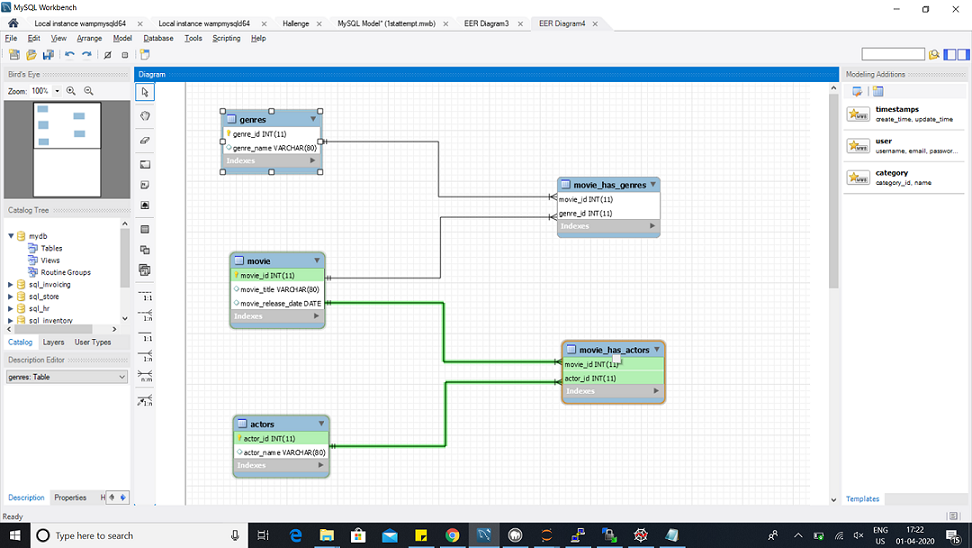 MySQL Workbench
Local instance wampmysqld64 Local instance wampmysqld64 Hallenge MySQL Model* (1stattempt.mwb) EER Diagram3 EER Diagram4
File Edit View Arrange Model Database Tools Scripting Help
Bird's Eye
Zoom: 100%
Diagram
Modeling Additions
timestamps
create_time, update_time
user
username, email, passwor...
category
category_id, name
genres
genre_id INT(11)
genre_name VARCHAR(80)
Indexes
movie_has_genres
movie_id INT(11)
genre_id INT(11)
Indexes
Catalog Tree
mydb
Tables
Views
Routine Groups
sql_invoicing
sql_store
sql_hr
sql_inventory
Catalog Layers User Types
movie
movie_id INT(11)
movie_title VARCHAR(80)
movie_release_date DATE
Indexes
1:1
1:n
1:1
1:n
n:m
1:n
movie_has_actors
movie_id INT(11)
actor_id INT(11)
Indexes
Description Editor
genres: Table
actors
actor_id INT(11)
actor_name VARCHAR(80)
Indexes
Description Properties H
Templates
Ready
Type here to search
ENG
US
17:22
01-04-2020
15